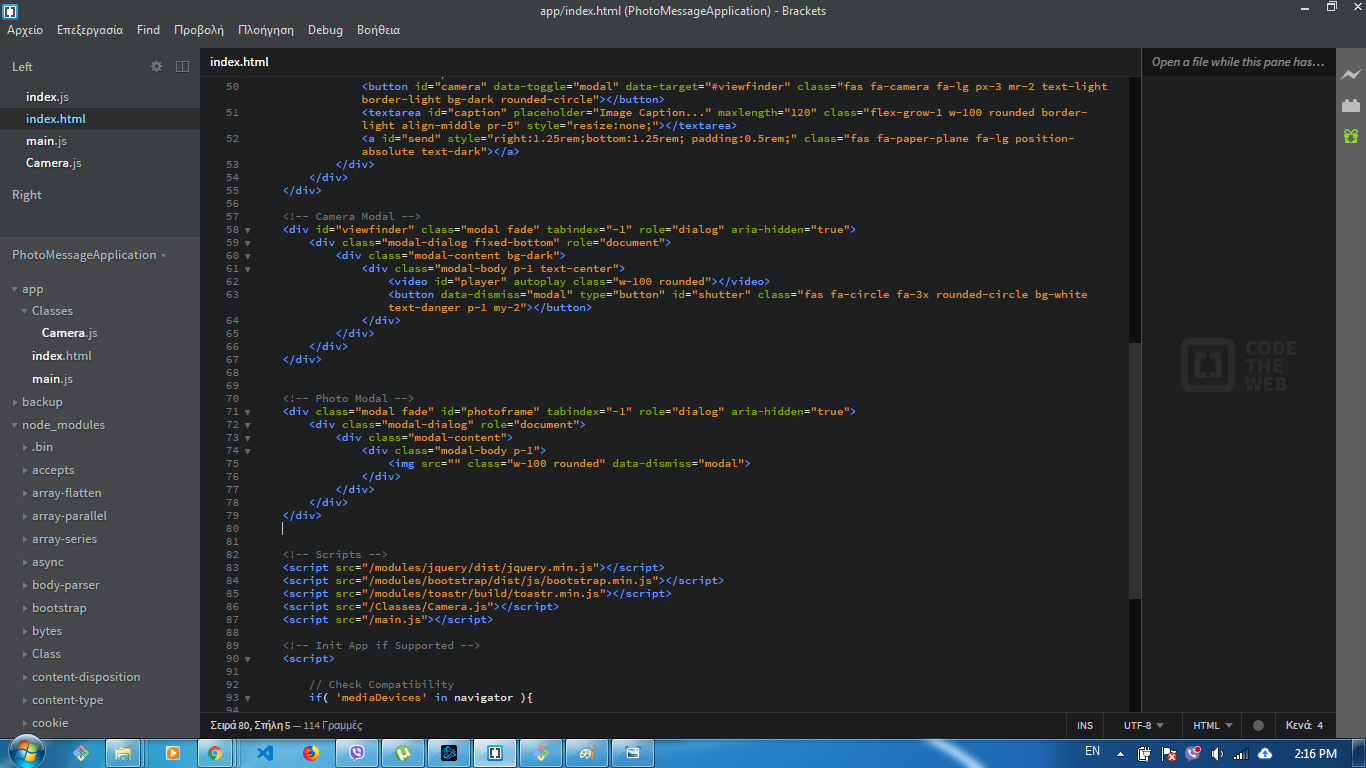 app/index.html (PhotoMessageApplication) - Brackets
Αρχείο Επεξεργασία Find Προβολή Πλοήγηση Debug Βοήθεια
Left
index.js
index.html
main.js
Camera.js
Right
PhotoMessageApplication
app
Classes
Camera.js
index.html
main.js
backup
node_modules
.bin
accepts
array-flatten
array-parallel
array-series
async
body-parser
bootstrap
bytes
Class
content-disposition
content-type
cookie
index.html
50 <button id="camera" data-toggle="modal" data-target="#viewfinder" class="fas fa-camera fa-lg px-3 mr-2 text-light
border-light bg-dark rounded-circle"></button>
51 <textarea id="caption" placeholder="Image Caption..." maxlength="120" class="flex-grow-1 w-100 rounded border-
light align-middle pr-5" style="resize:none;"></textarea>
52 <a id="send" style="right:1.25rem;bottom:1.25rem; padding:0.5rem;" class="fas fa-paper-plane fa-lg position-
absolute text-dark"></a>
53 </div>
54 </div>
55 </div>
56
57 <!-- Camera Modal -->
58 <div id="viewfinder" class="modal fade" tabindex="-1" role="dialog" aria-hidden="true">
59 <div class="modal-dialog fixed-bottom" role="document">
60 <div class="modal-content bg-dark">
61 <div class="modal-body p-1 text-center">
62 <video id="player" autoplay class="w-100 rounded"></video>
63 <button data-dismiss="modal" type="button" id="shutter" class="fas fa-circle fa-3x rounded-circle bg-white
text-danger p-1 my-2"></button>
64 </div>
65 </div>
66 </div>
67 </div>
68
69
70 <!-- Photo Modal -->
71 <div class="modal fade" id="photoframe" tabindex="-1" role="dialog" aria-hidden="true">
72 <div class="modal-dialog" role="document">
73 <div class="modal-content">
74 <div class="modal-body p-1">
75 <img src="" class="w-100 rounded" data-dismiss="modal">
76 </div>
77 </div>
78 </div>
79 </div>
80
81
82 <!-- Scripts -->
83 <script src="/modules/jquery/dist/jquery.min.js"></script>
84 <script src="/modules/bootstrap/dist/js/bootstrap.min.js"></script>
85 <script src="/modules/toastr/build/toastr.min.js"></script>
86 <script src="/Classes/Camera.js"></script>
87 <script src="/main.js"></script>
88
89 <!-- Init App if Supported -->
90 <script>
91
92 // Check Compatibility
93 if( 'mediaDevices' in navigator ){
94
Open a file while this pane has...
CODE
THE
WEB
Σειρά 80, Στήλη 5 — 114 Γραμμές INS UTF-8 HTML Κενά: 4
EN 2:16 PM